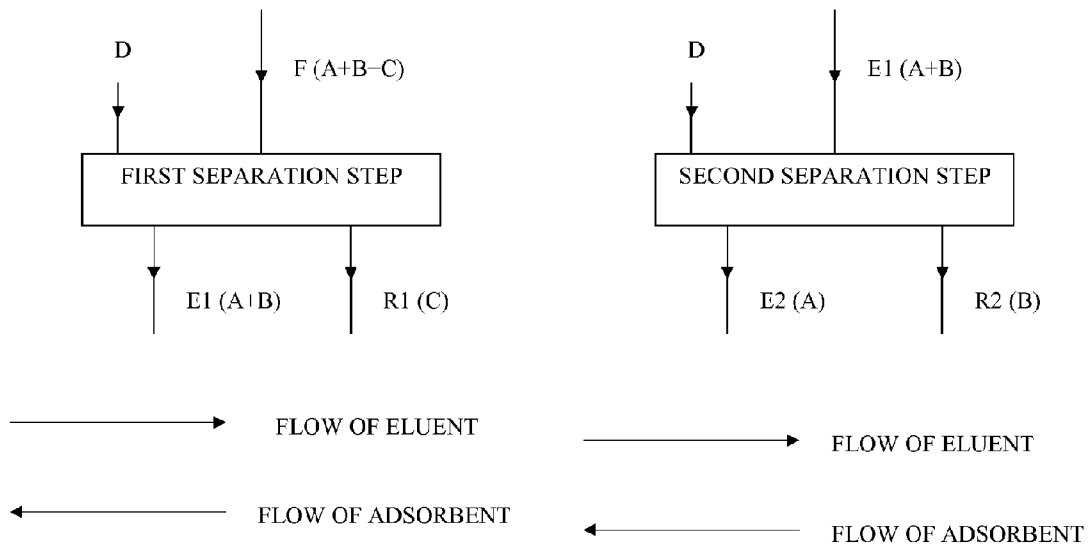 D
F (A+B−C)
FIRST SEPARATION STEP
E1 (A+B)
R1 (C)
FLOW OF ELUENT
FLOW OF ADSORBENT
D
E1 (A+B)
SECOND SEPARATION STEP
E2 (A)
R2 (B)
FLOW OF ELUENT
FLOW OF ADSORBENT